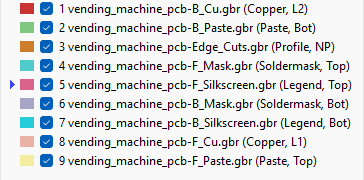 1 vending_machine_pcb-B_Cu.gbr (Copper, L2)
2 vending_machine_pcb-B_Paste.gbr (Paste, Bot)
3 vending_machine_pcb-Edge_Cuts.gbr (Profile, NP)
4 vending_machine_pcb-F_Mask.gbr (Soldermask, Top)
5 vending_machine_pcb-F_Silkscreen.gbr (Legend, Top)
6 vending_machine_pcb-B_Mask.gbr (Soldermask, Bot)
7 vending_machine_pcb-B_Silkscreen.gbr (Legend, Bot)
8 vending_machine_pcb-F_Cu.gbr (Copper, L1)
9 vending_machine_pcb-F_Paste.gbr (Paste, Top)